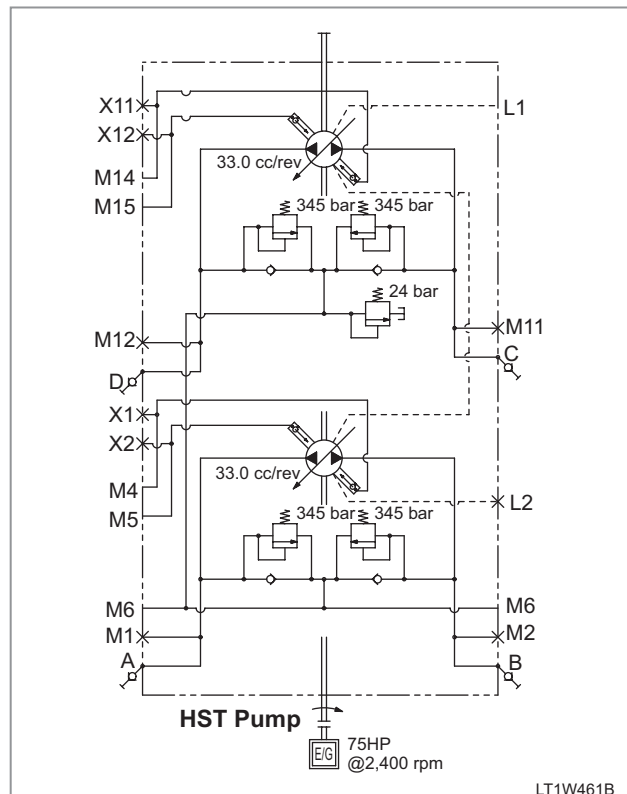 X11
L1
X12
33.0 cc/rev
M14
M15
345 bar
345 bar
24 bar
M12
M11
D
C
X1
X2
33.0 cc/rev
M4
L2
M5
345 bar
345 bar
M6
M6
M1
M2
A
B
HST Pump
E/G
75HP
@2,400 rpm
LT1W461B